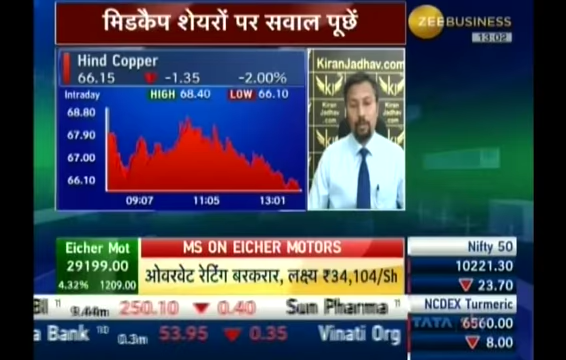 मिडकैप शेयरों पर सवाल पूछें
ZEE BUSINESS
13:02
Hind Copper
66.15 ▼ -1.35 -2.00%
Intraday HIGH 68.40 LOW 66.10
68.80
67.90
67.00
66.10
09:07 11:05 13:01
KiranJadhav.com
Eicher Mot
29199.00
4.32% 1209.00
MS ON EICHER MOTORS
ओवरवेट रेटिंग बरकरार, लक्ष्य ₹34,104/Sh
Nifty 50
10221.30
▼ 23.70
250.10 ▼ 0.40 Sun Pharma
NCDEX Turmeric
6560.00
▼ 8.00
a Bank 0.3m 53.95 ▼ 0.35 Vinati Org
TATA SKY